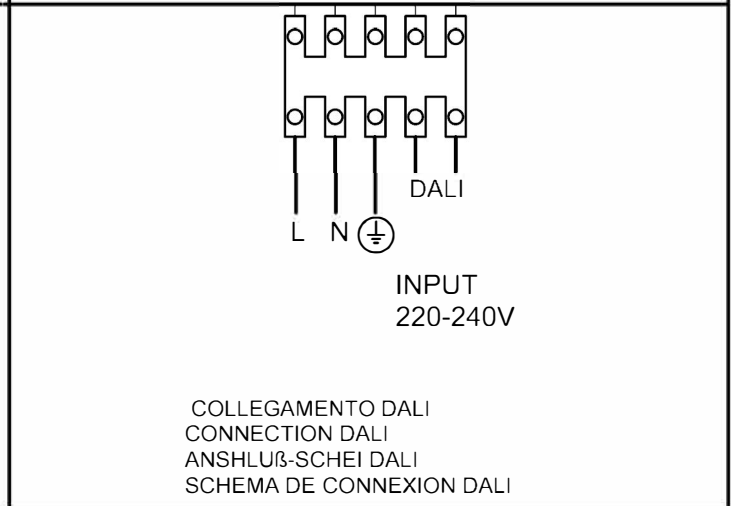 DALI
L N
INPUT
220-240V
COLLEGAMENTO DALI
CONNECTION DALI
ANSHLUß-SCHEI DALI
SCHEMA DE CONNEXION DALI